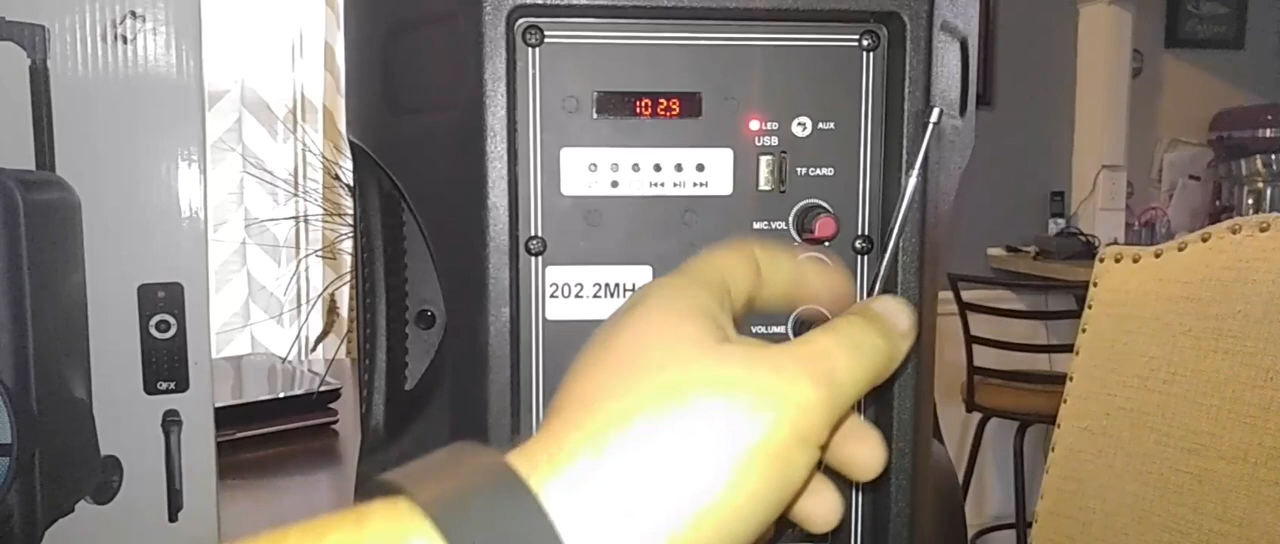 102.9
LED
AUX
USB
TF CARD
MIC.VOL
202.2MH
VOLUME
QFX